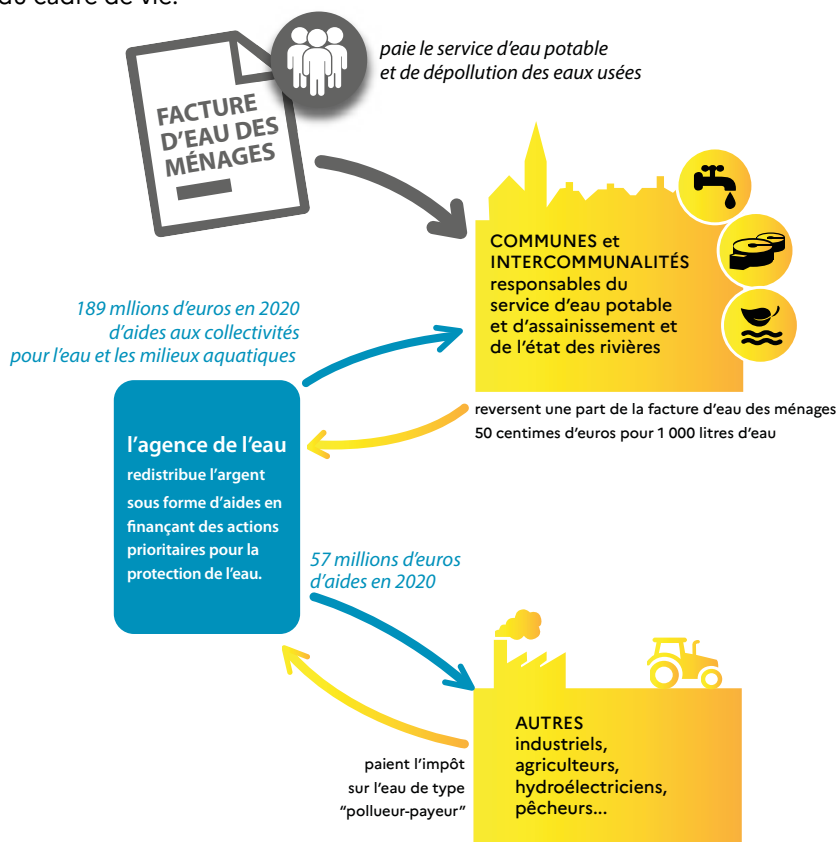 du cadre de vie.
paie le service d'eau potable
et de dépollution des eaux usées
FACTURE
D'EAU DES
MÉNAGES
COMMUNES et
INTERCOMMUNALITÉS
responsables du
service d'eau potable
et d'assainissement et
de l'état des rivières
189 mllions d'euros en 2020
d'aides aux collectivités
pour l'eau et les milieux aquatiques
reversent une part de la facture d'eau des ménages
50 centimes d'euros pour 1 000 litres d'eau
l'agence de l'eau
redistribue l'argent
sous forme d'aides en
finançant des actions
prioritaires pour la
protection de l'eau.
57 millions d'euros
d'aides en 2020
paient l'impôt
sur l'eau de type
“pollueur-payeur”
AUTRES
industriels,
agriculteurs,
hydroélectriciens,
pêcheurs...